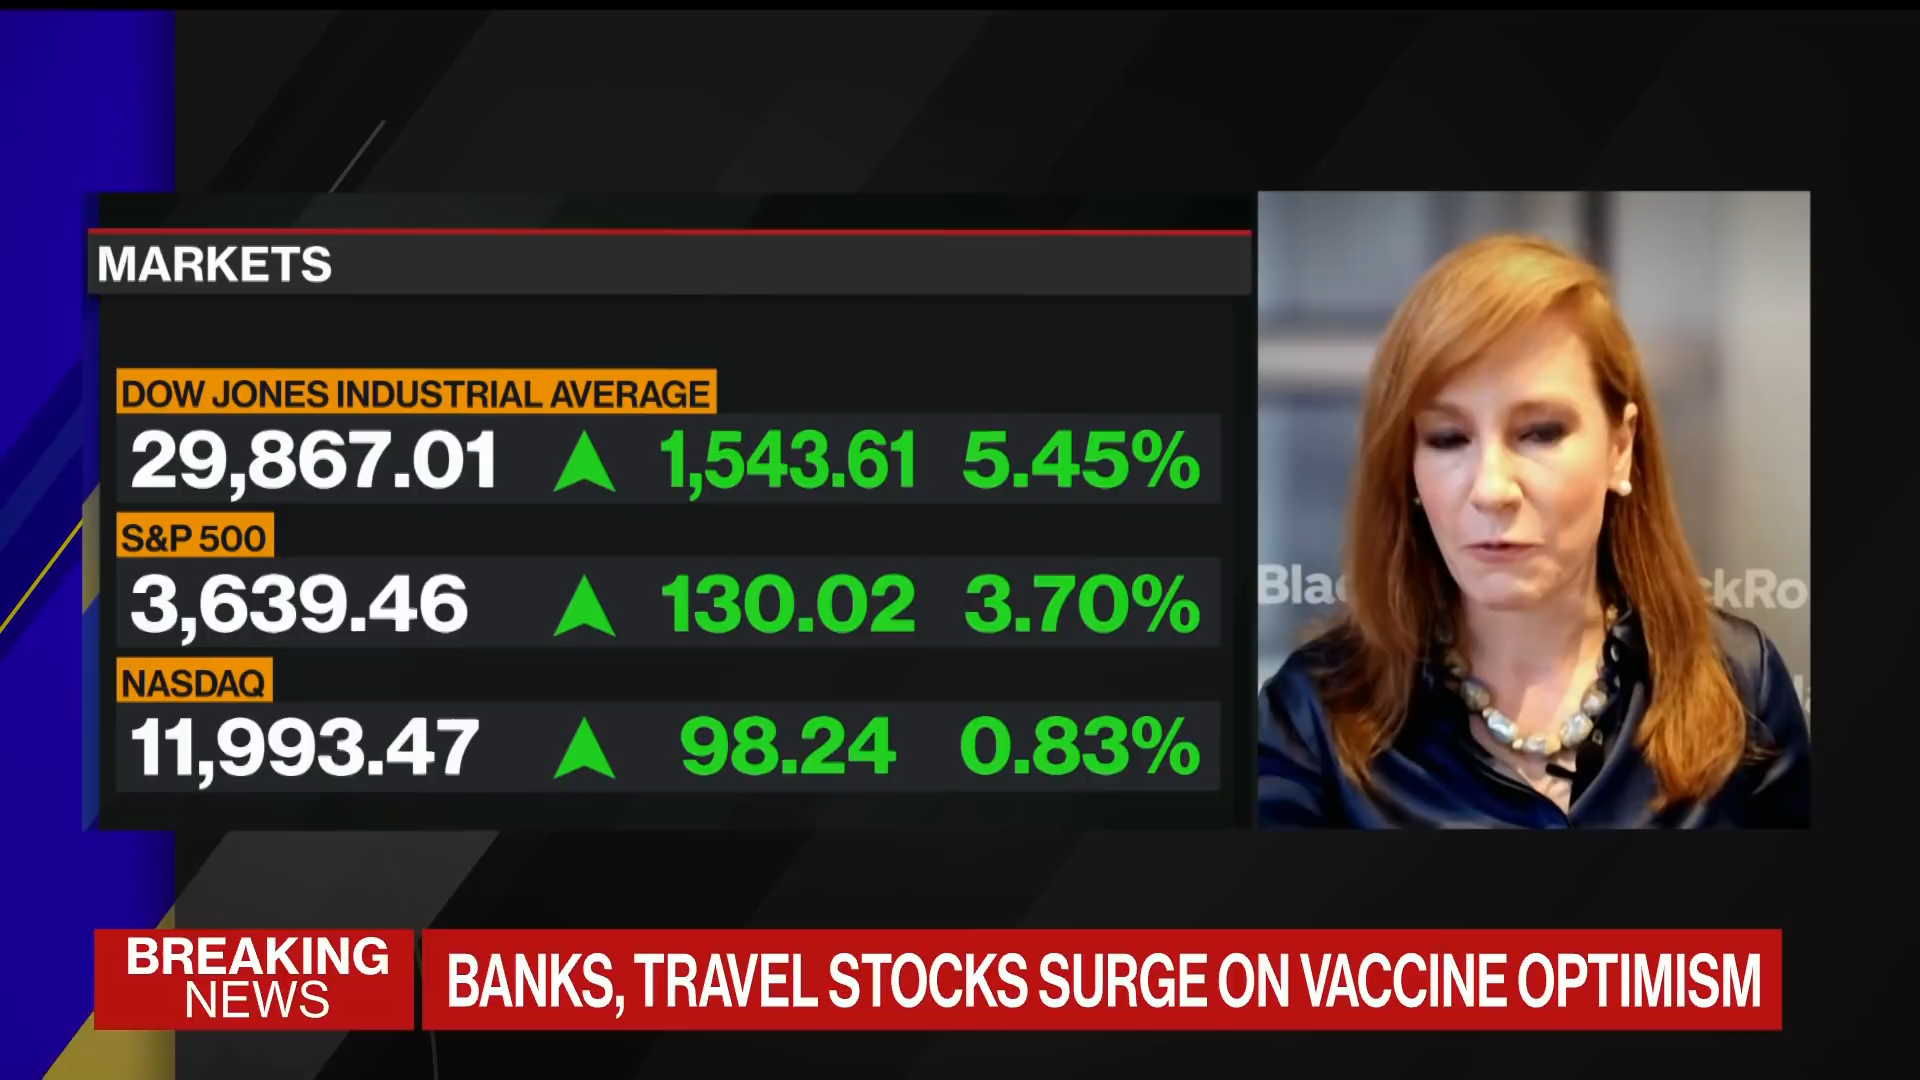 MARKETS
DOW JONES INDUSTRIAL AVERAGE
29,867.01 ▲ 1,543.61 5.45%
S&P 500
3,639.46 ▲ 130.02 3.70%
NASDAQ
11,993.47 ▲ 98.24 0.83%
Blac
ckRo
BREAKING
NEWS
BANKS, TRAVEL STOCKS SURGE ON VACCINE OPTIMISM